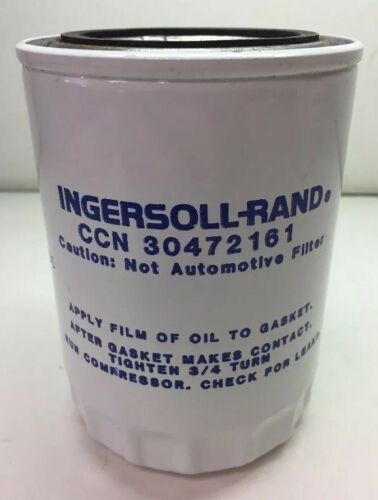 INGERSOLL-RAND®
CCN 30472161
Caution: Not Automotive Filter
APPLY FILM OF OIL TO GASKET.
AFTER GASKET MAKES CONTACT.
TIGHTEN 3/4 TURN
RUN COMPRESSOR. CHECK FOR LEAK